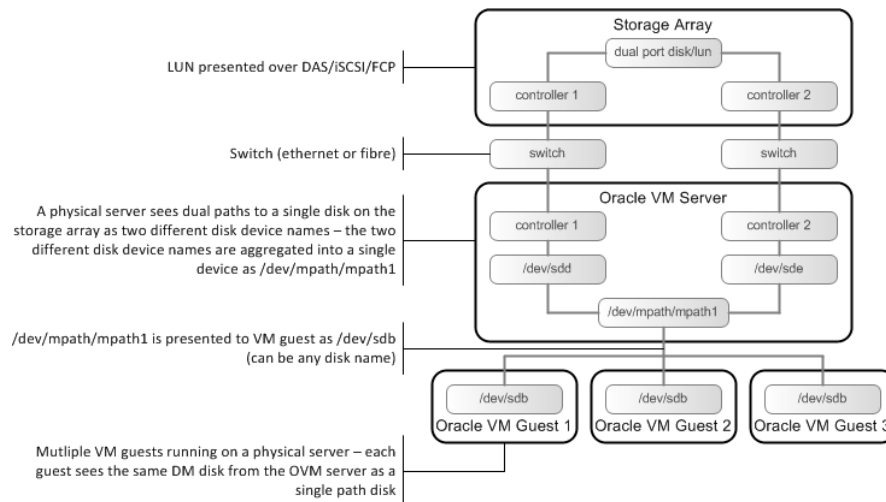 Storage Array
dual port disk/lun
LUN presented over DAS/iSCSI/FCP
controller 1
controller 2
Switch (ethernet or fibre)
switch
switch
Oracle VM Server
A physical server sees dual paths to a single disk on the
storage array as two different disk device names – the two
different disk device names are aggregated into a single
device as /dev/mpath/mpath1
controller 1
controller 2
/dev/sdd
/dev/sde
/dev/mpath/mpath1
/dev/mpath/mpath1 is presented to VM guest as /dev/sdb
(can be any disk name)
/dev/sdb
/dev/sdb
/dev/sdb
Oracle VM Guest 1
Oracle VM Guest 2
Oracle VM Guest 3
Mutliple VM guests running on a physical server – each
guest sees the same DM disk from the OVM server as a
single path disk